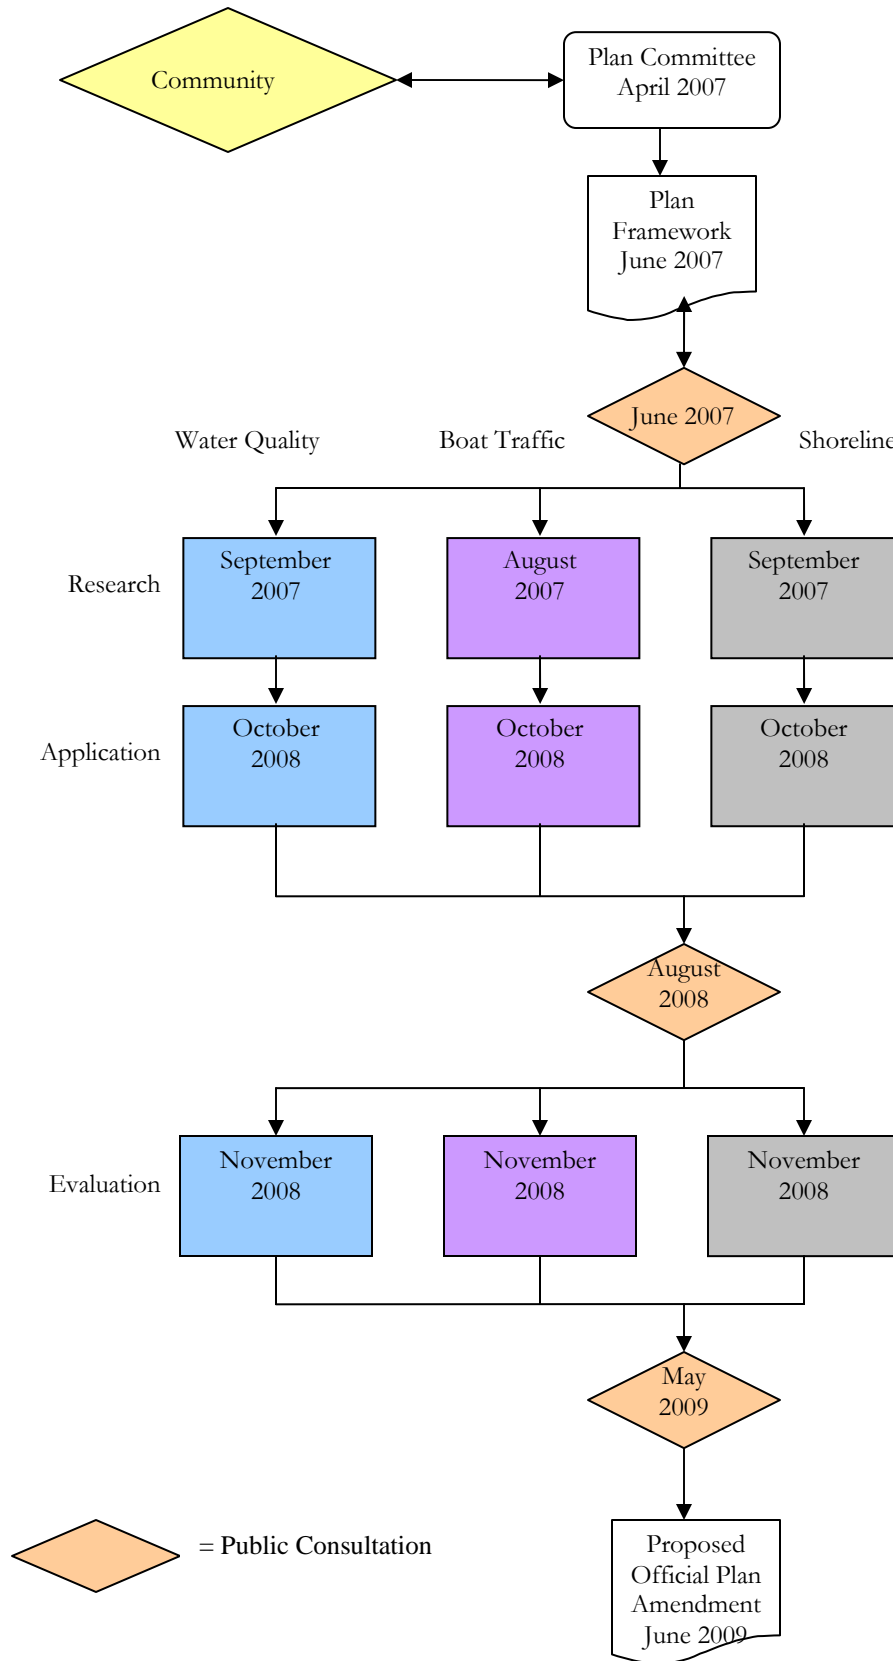 Community
Plan Committee
April 2007
Plan
Framework
June 2007
June 2007
Water Quality
Boat Traffic
Shoreline
Research
September
2007
August
2007
September
2007
Application
October
2008
October
2008
October
2008
August
2008
Evaluation
November
2008
November
2008
November
2008
May
2009
= Public Consultation
Proposed
Official Plan
Amendment
June 2009